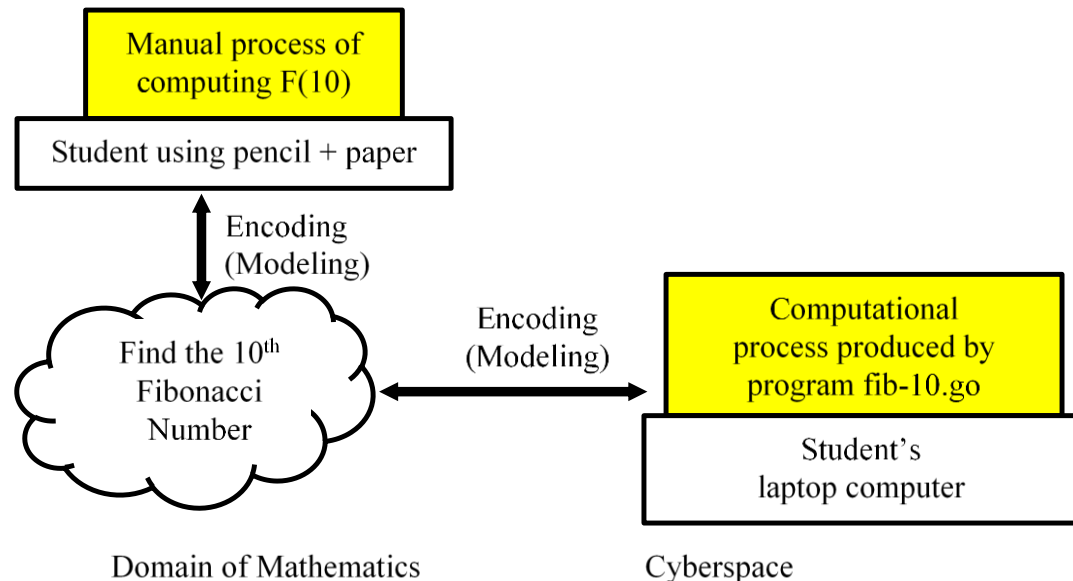 Manual process of
computing F(10)
Student using pencil + paper
Encoding
(Modeling)
Find the 10th
Fibonacci
Number
Encoding
(Modeling)
Computational
process produced by
program fib-10.go
Student's
laptop computer
Domain of Mathematics
Cyberspace